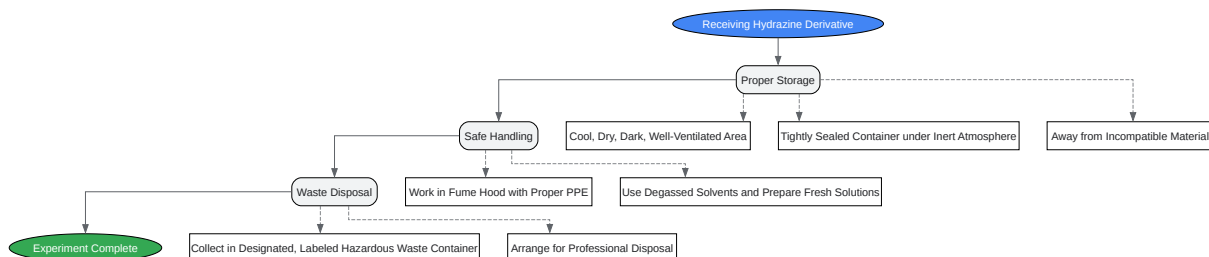 Receiving Hydrazine Derivative
Proper Storage
Safe Handling
Cool, Dry, Dark, Well-Ventilated Area
Tightly Sealed Container under Inert Atmosphere
Away from Incompatible Material
Waste Disposal
Work in Fume Hood with Proper PPE
Use Degassed Solvents and Prepare Fresh Solutions
Experiment Complete
Collect in Designated, Labeled Hazardous Waste Container
Arrange for Professional Disposal